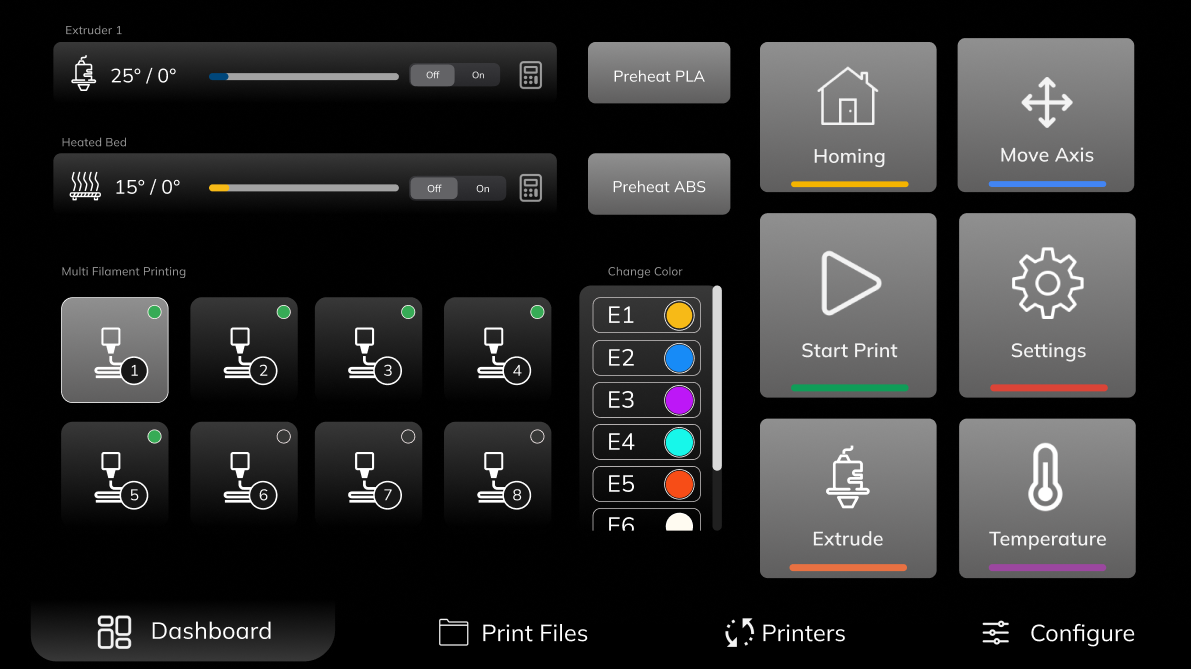 Extruder 1
25° / 0°
Off
On
Preheat PLA
Heated Bed
15° / 0°
Off
On
Preheat ABS
Homing
Move Axis
Start Print
Settings
Extrude
Temperature
Multi Filament Printing
1
2
3
4
5
6
7
8
Change Color
E1
E2
E3
E4
E5
E6
Dashboard
Print Files
Printers
Configure